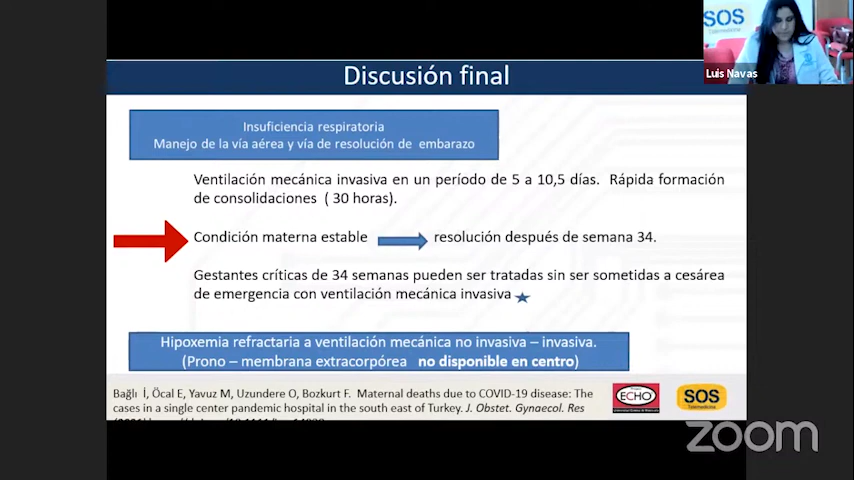 Discusión final
SOS
Luis Navas
Insuficiencia respiratoria
Manejo de la vía aérea y vía de resolución de embarazo
Ventilación mecánica invasiva en un período de 5 a 10,5 días. Rápida formación
de consolidaciones ( 30 horas).
Condición materna estable
resolución después de semana 34.
Gestantes críticas de 34 semanas pueden ser tratadas sin ser sometidas a cesárea
de emergencia con ventilación mecánica invasiva
Hipoxemia refractaria a ventilación mecánica no invasiva – invasiva.
(Prono – membrana extracorpórea no disponible en centro)
Bağlı İ, Öcal E, Yavuz M, Uzundere O, Bozkurt F. Maternal deaths due to COVID-19 disease: The
cases in a single center pandemic hospital in the south east of Turkey. J. Obstet. Gynaecol. Res
ECHO
SOS
Telemedicina
zoom